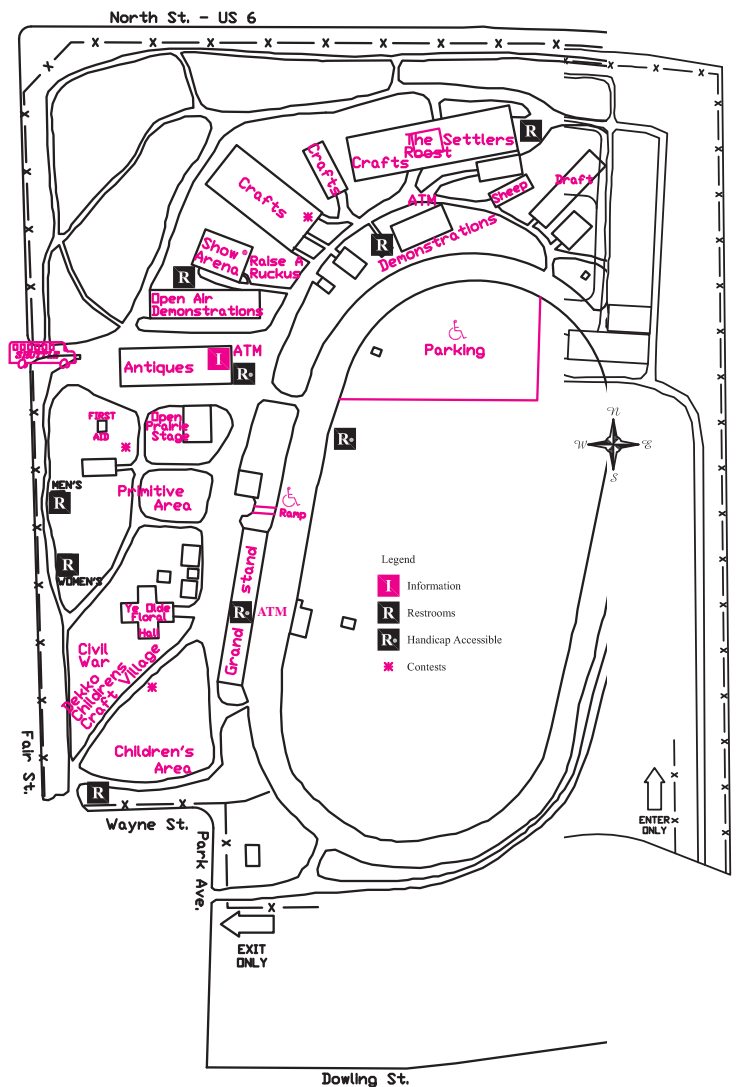 North St. - US 6
The Settlers
Roost
R
Crafts
Crafts
Crafts
Draft
Sheep
ATM
R
Demonstrations
Show
Arena
Raise A
Ruckus
R
Open Air
Demonstrations
Parking
SHUTTLE
Antiques
I
ATM
R
FIRST
AID
Open
Prairie
Stage
N
W
E
S
R
MEN'S
R
Primitive
Area
Ramp
R
WOMEN'S
Grand stand
R
ATM
Legend
I Information
R Restrooms
R Handicap Accessible
Contests
Ye Olde
Floral
Hall
Civil
War
Dekko
Childrens
Craft Village
Children's
Area
Fair St.
R
Wayne St.
Park Ave.
ENTER
ONLY
EXIT
ONLY
Dowling St.